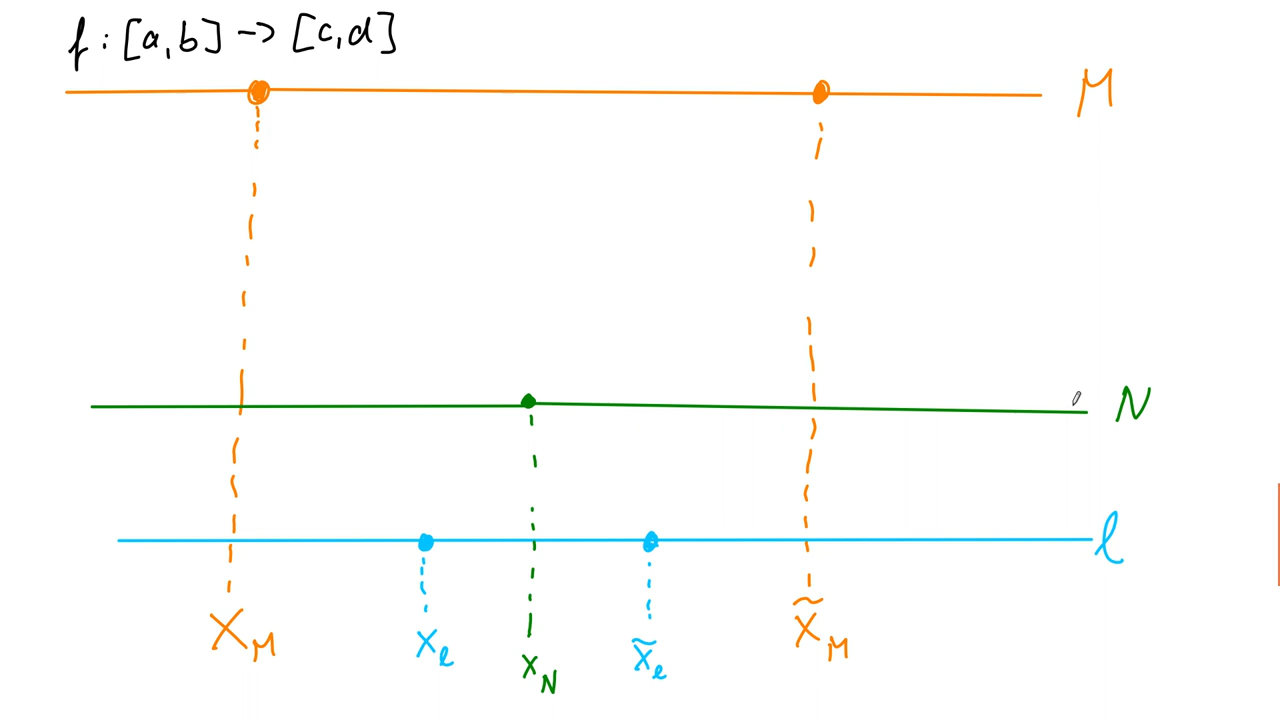 f : [a,b] -> [c,d]
M
N
l
X_M x_l x_N x̃_l x̃_M